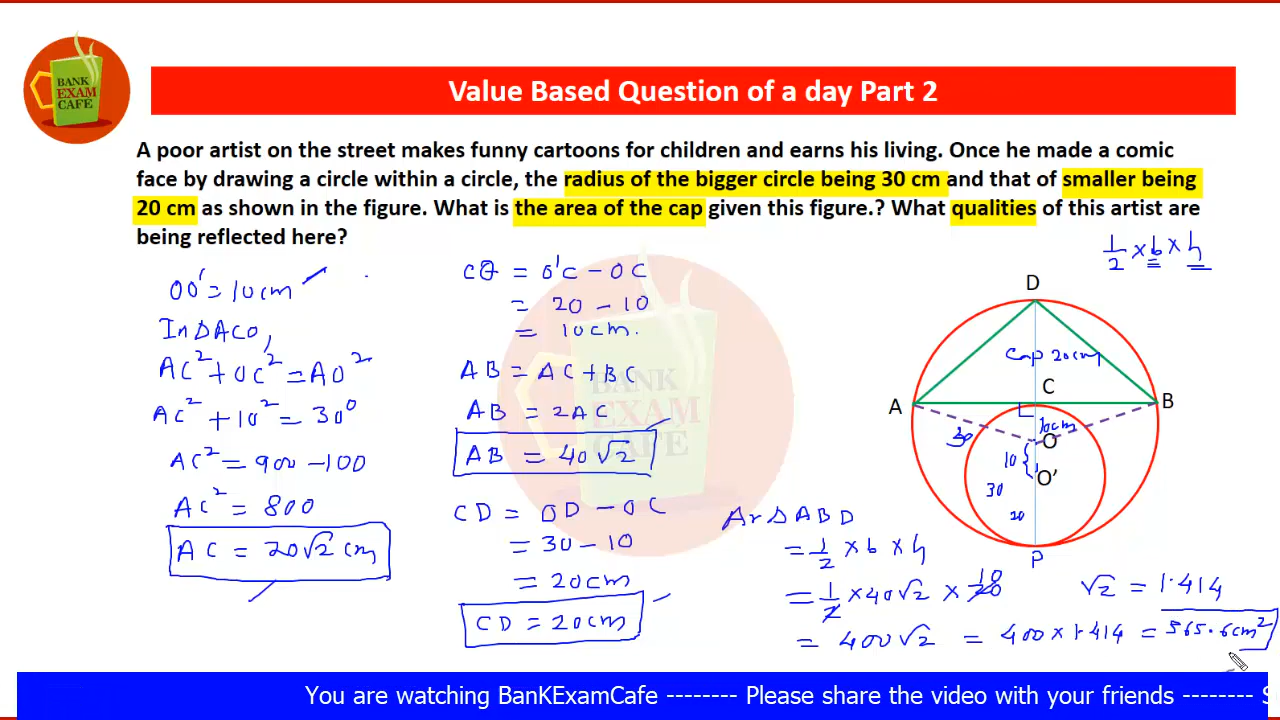 BANK
EXAM
CAFE
Value Based Question of a day Part 2
A poor artist on the street makes funny cartoons for children and earns his living. Once he made a comic
face by drawing a circle within a circle, the radius of the bigger circle being 30 cm and that of smaller being
20 cm as shown in the figure. What is the area of the cap given this figure.? What qualities of this artist are
being reflected here?
OO' = 10cm
In ΔACO,
AC² + OC² = AO²
AC² + 10² = 30⁰
AC² = 900 - 100
AC² = 800
AC = 20√2 cm
CO = O'C - OC
= 20 - 10
= 10cm.
AB = AC + BC
AB = 2AC
AB = 40√2
CD = OD - OC
= 30 - 10
= 20cm
CD = 20cm
BANK
EXAM
CAFE
1/2 × b × h
D
Cap 20cm
C
A
B
10cm
30
O
10
O'
30
20
P
Ar ΔABD
= 1/2 × b × h
= 1/2 × 40√2 × 20 10
= 400√2 = 400 × 1.414 = 565.6cm²
√2 = 1.414
You are watching BanKExamCafe -------- Please share the video with your friends -------- S